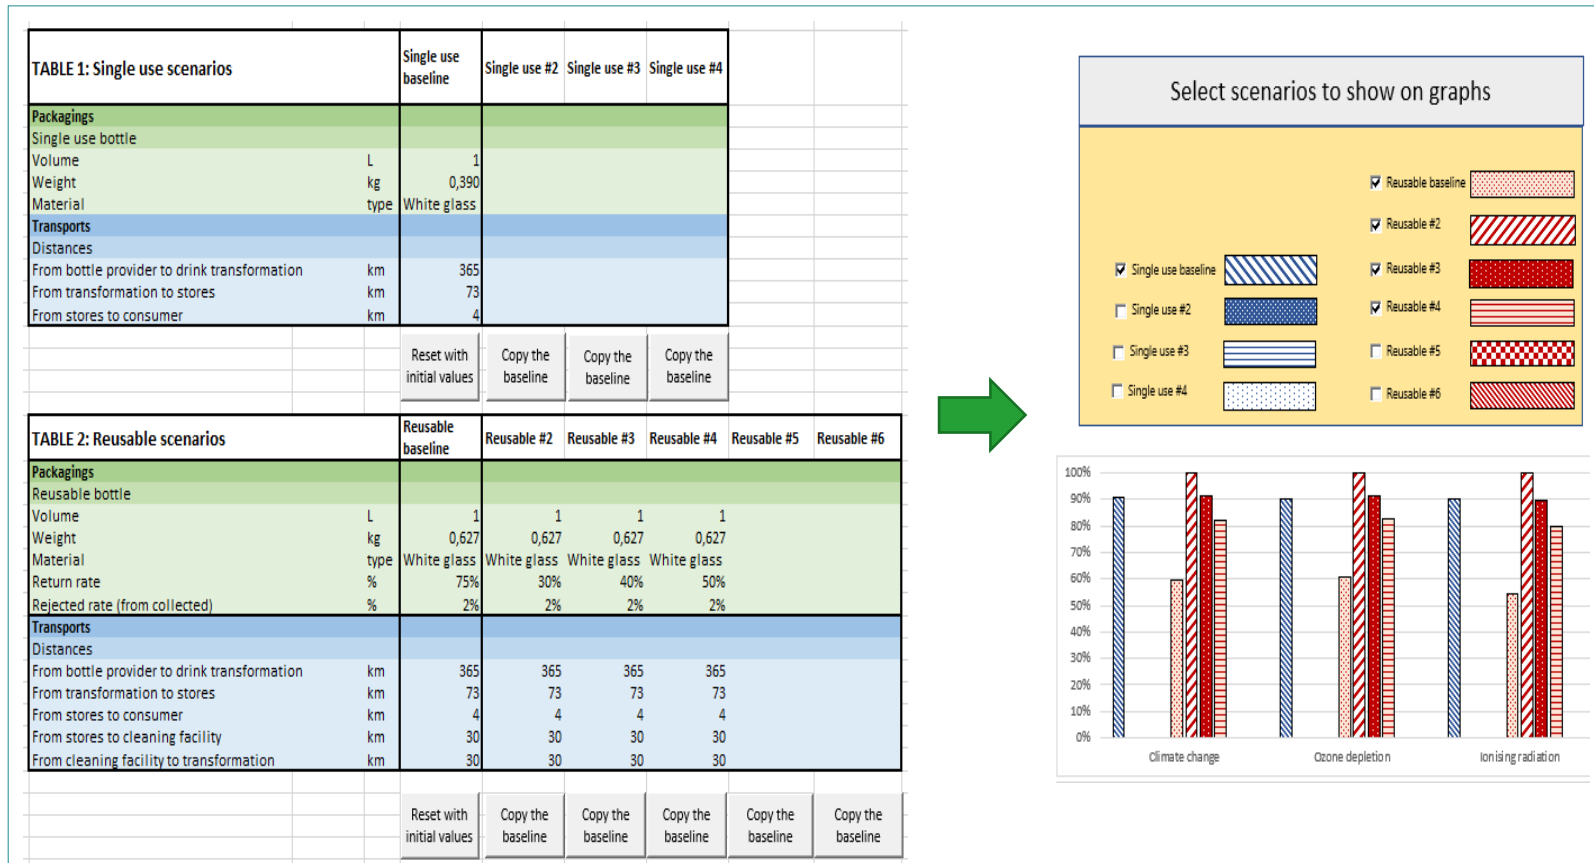 TABLE 1: Single use scenarios
Single use baseline
Single use #2
Single use #3
Single use #4
Packagings
Single use bottle
Volume L 1
Weight kg 0,390
Material type White glass
Transports
Distances
From bottle provider to drink transformation km 365
From transformation to stores km 73
From stores to consumer km 4
Reset with initial values
Copy the baseline
Copy the baseline
Copy the baseline
TABLE 2: Reusable scenarios
Reusable baseline
Reusable #2
Reusable #3
Reusable #4
Reusable #5
Reusable #6
Packagings
Reusable bottle
Volume L 1 1 1 1
Weight kg 0,627 0,627 0,627 0,627
Material type White glass White glass White glass White glass
Return rate % 75% 30% 40% 50%
Rejected rate (from collected) % 2% 2% 2% 2%
Transports
Distances
From bottle provider to drink transformation km 365 365 365 365
From transformation to stores km 73 73 73 73
From stores to consumer km 4 4 4 4
From stores to cleaning facility km 30 30 30 30
From cleaning facility to transformation km 30 30 30 30
Reset with initial values
Copy the baseline
Copy the baseline
Copy the baseline
Copy the baseline
Copy the baseline
Select scenarios to show on graphs
Single use baseline
Single use #2
Single use #3
Single use #4
Reusable baseline
Reusable #2
Reusable #3
Reusable #4
Reusable #5
Reusable #6
100%
90%
80%
70%
60%
50%
40%
30%
20%
10%
0%
Climate change
Ozone depletion
Ionising radiation